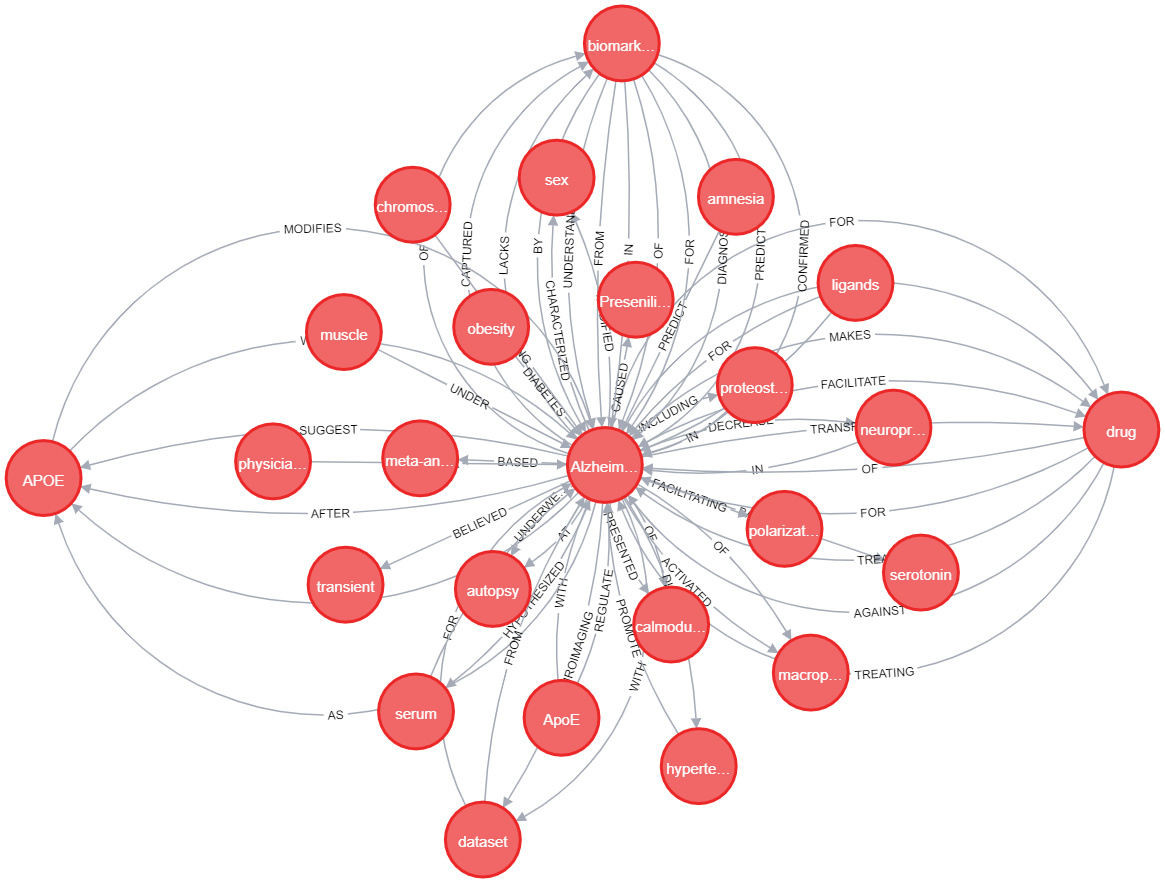 biomark...
sex
chromos...
amnesia
MODIFIES
FOR
OF
CAPTURED
LACKS
BY
UNDERSTAN
FROM
IN
OF
FOR
DIAGNOS
PREDICT
CONFIRMED
ligands
Presenili...
CHARACTERIZED
IFIED
PREDICT
muscle
obesity
MAKES
FOR
NG
DIABETES
CAUSED
proteost...
FACILITATE
UNDER
INCLUDING
SUGGEST
DECREASE
TRANSF
neuropr...
drug
IN
physicia...
meta-an...
BASED
Alzheim...
IN
OF
APOE
FACILITATING
AFTER
BELIEVED
UNDERWE...
AT
PRESENTED
OF
OF
polarizat...
FOR
TREA
serotonin
transient
autopsy
HYPOTHESIZED
WITH
REGULATE
ACTIVATED
AGAINST
FOR
FROM
ROIMAGING
PROMOTE
calmodu...
macrop...
TREATING
WITH
AS
serum
ApoE
hyperte...
dataset